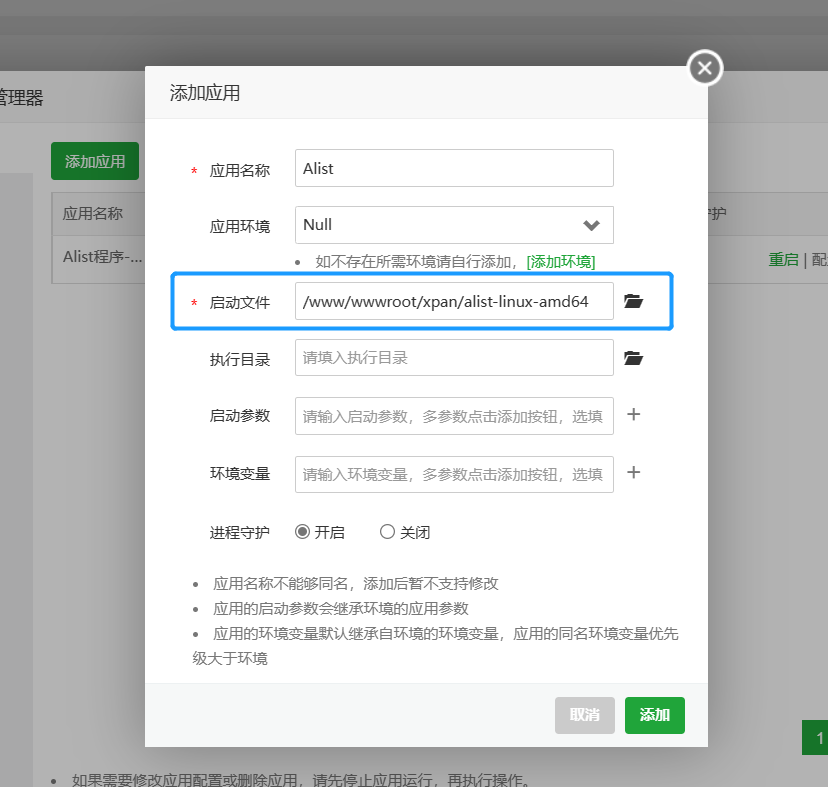 管理器
添加应用
添加应用
应用名称
Alist程序-...
护
重启 | 配
* 应用名称 Alist
应用环境 Null
• 如不存在所需环境请自行添加，[添加环境]
* 启动文件 /www/wwwroot/xpan/alist-linux-amd64
执行目录 请填入执行目录
启动参数 请输入启动参数，多参数点击添加按钮，选填 +
环境变量 请输入环境变量，多参数点击添加按钮，选填 +
进程守护 开启 关闭
• 应用名称不能够同名，添加后暂不支持修改
• 应用的启动参数会继承环境的应用参数
• 应用的环境变量默认继承自环境的环境变量，应用的同名环境变量优先
级大于环境
取消 添加
1
• 如果需要修改应用配置或删除应用，请先停止应用运行，再执行操作。